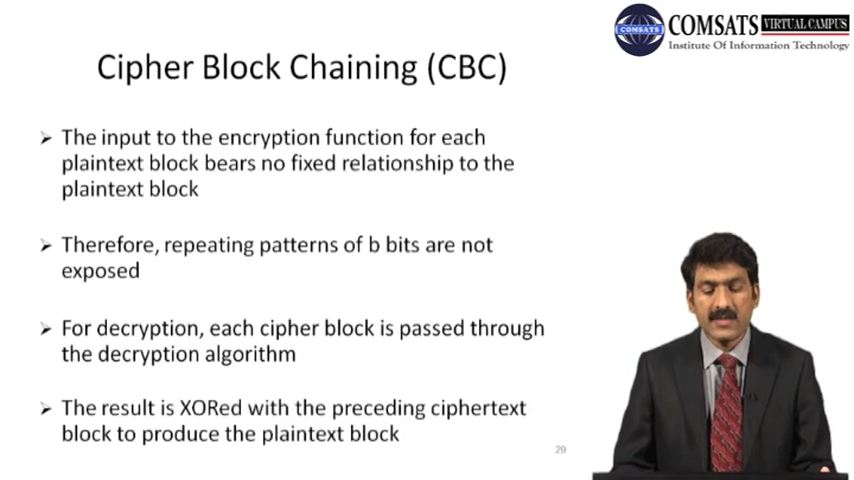 COMSATS VIRTUAL CAMPUS
Institute Of Information Technology
COMSATS
Cipher Block Chaining (CBC)
➢ The input to the encryption function for each
plaintext block bears no fixed relationship to the
plaintext block
➢ Therefore, repeating patterns of b bits are not
exposed
➢ For decryption, each cipher block is passed through
the decryption algorithm
➢ The result is XORed with the preceding ciphertext
block to produce the plaintext block
29